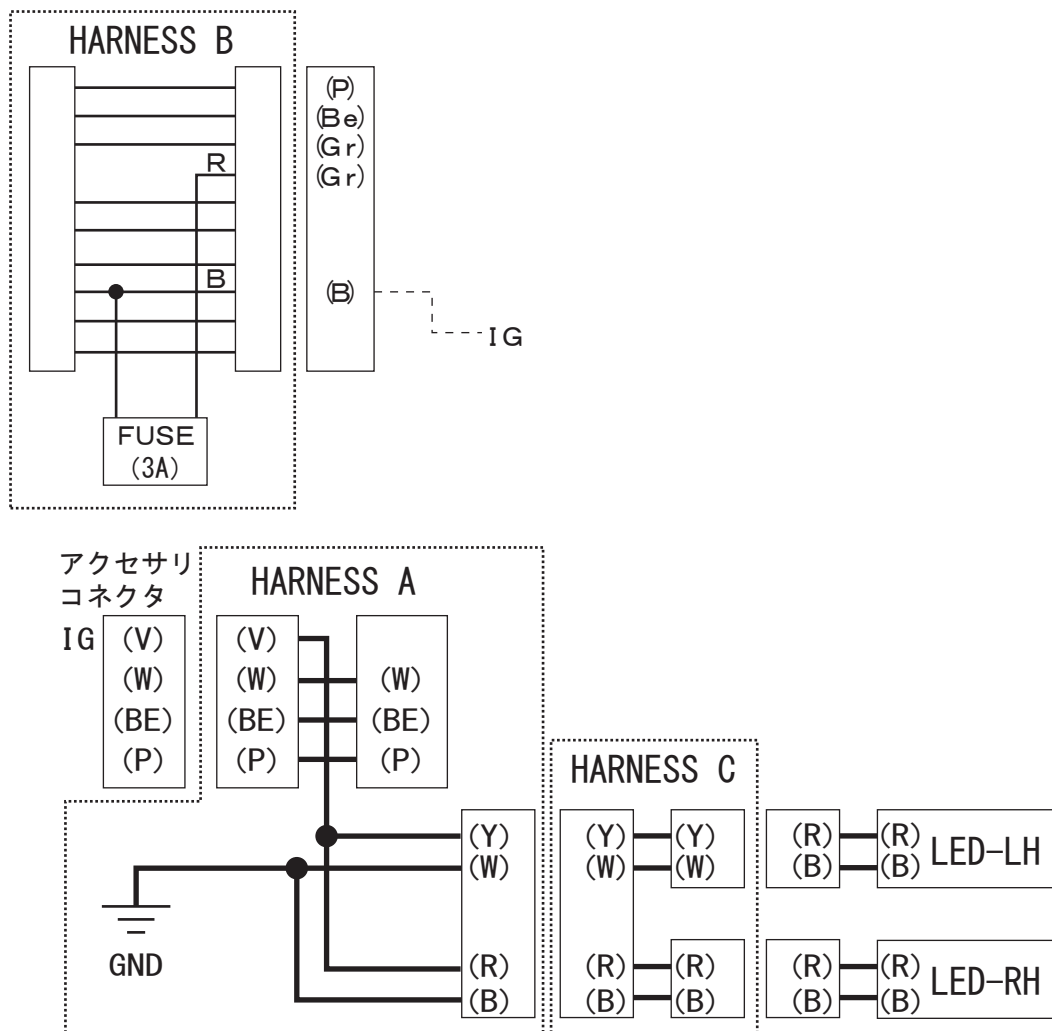 HARNESS B
(P)
(Be)
(Gr)
R
(Gr)
B
(B)
IG
FUSE
(3A)
アクセサリ
コネクタ
HARNESS A
IG (V) (V)
(W) (W) (W)
(BE) (BE) (BE)
(P) (P) (P)
HARNESS C
(Y) (Y) (Y) (R) (R)
(W) (W) (W) (B) (B)
LED-LH
GND
(R) (R) (R) (R) (R)
(B) (B) (B) (B) (B)
LED-RH